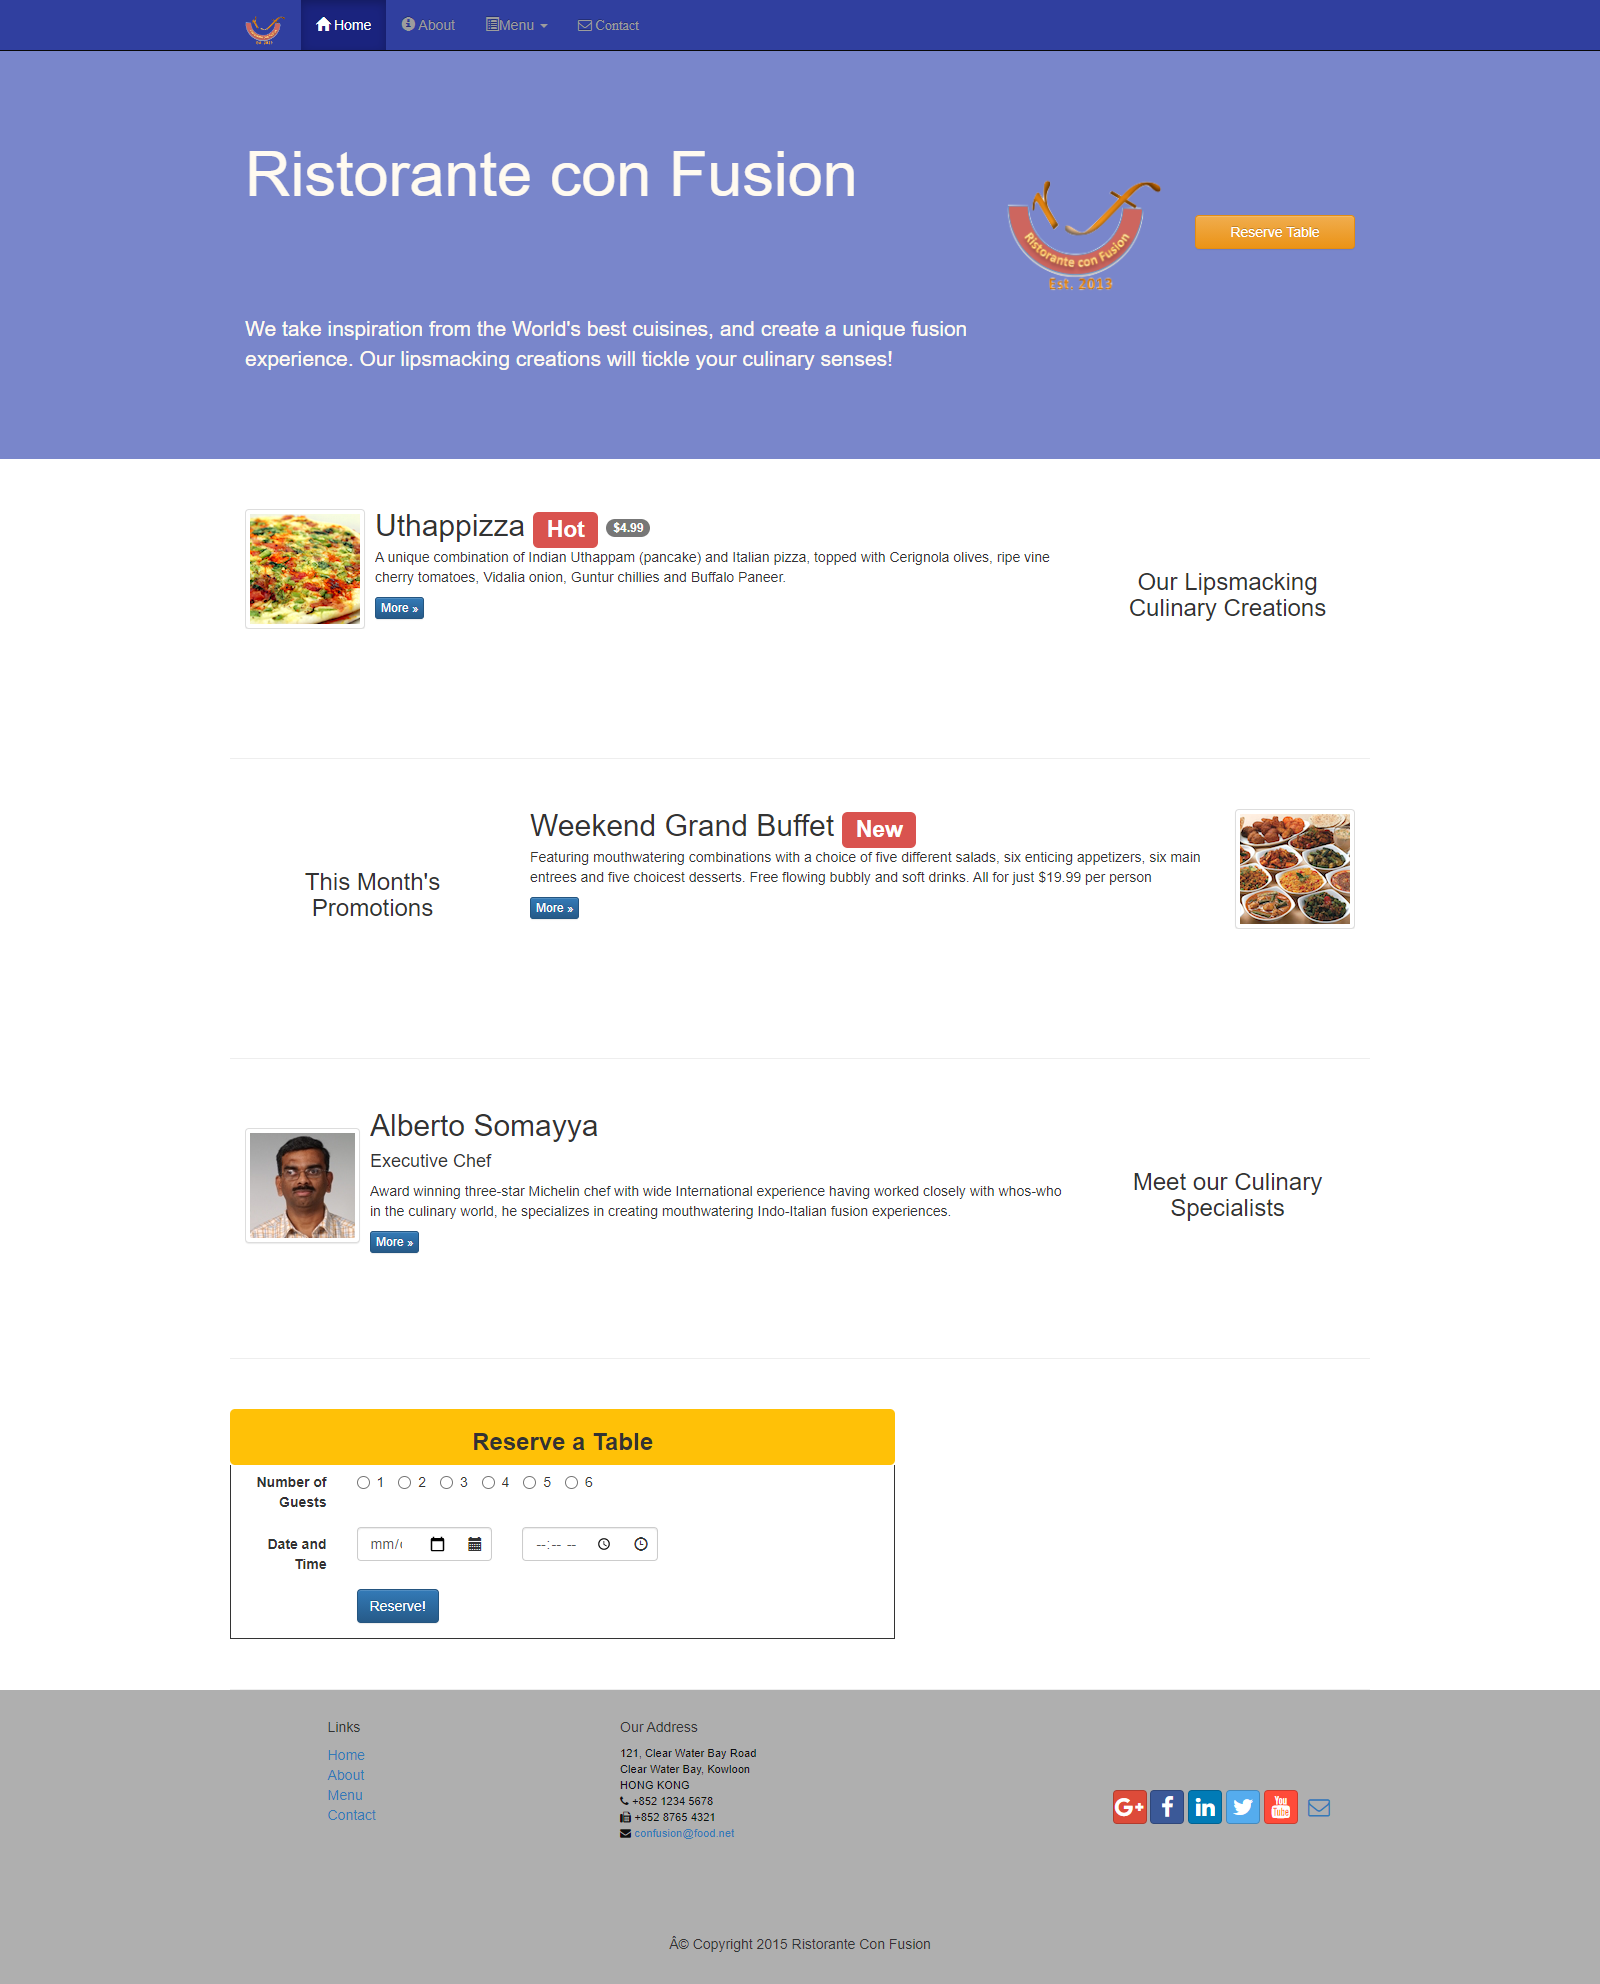 Home
About
Menu
Contact
Ristorante con Fusion
Ristorante con Fusion
Est. 2015
Reserve Table
We take inspiration from the World's best cuisines, and create a unique fusion
experience. Our lipsmacking creations will tickle your culinary senses!
Uthappizza Hot $4.99
A unique combination of Indian Uthappam (pancake) and Italian pizza, topped with Cerignola olives, ripe vine
cherry tomatoes, Vidalia onion, Guntur chillies and Buffalo Paneer.
More »
Our Lipsmacking
Culinary Creations
This Month's
Promotions
Weekend Grand Buffet New
Featuring mouthwatering combinations with a choice of five different salads, six enticing appetizers, six main
entrees and five choicest desserts. Free flowing bubbly and soft drinks. All for just $19.99 per person
More »
Alberto Somayya
Executive Chef
Award winning three-star Michelin chef with wide International experience having worked closely with whos-who
in the culinary world, he specializes in creating mouthwatering Indo-Italian fusion experiences.
More »
Meet our Culinary
Specialists
Reserve a Table
Number of
Guests
1 2 3 4 5 6
Date and
Time
mm/
--:-- --
Reserve!
Links
Home
About
Menu
Contact
Our Address
121, Clear Water Bay Road
Clear Water Bay, Kowloon
HONG KONG
+852 1234 5678
+852 8765 4321
confusion@food.net
G+ f in You Tube
Â© Copyright 2015 Ristorante Con Fusion